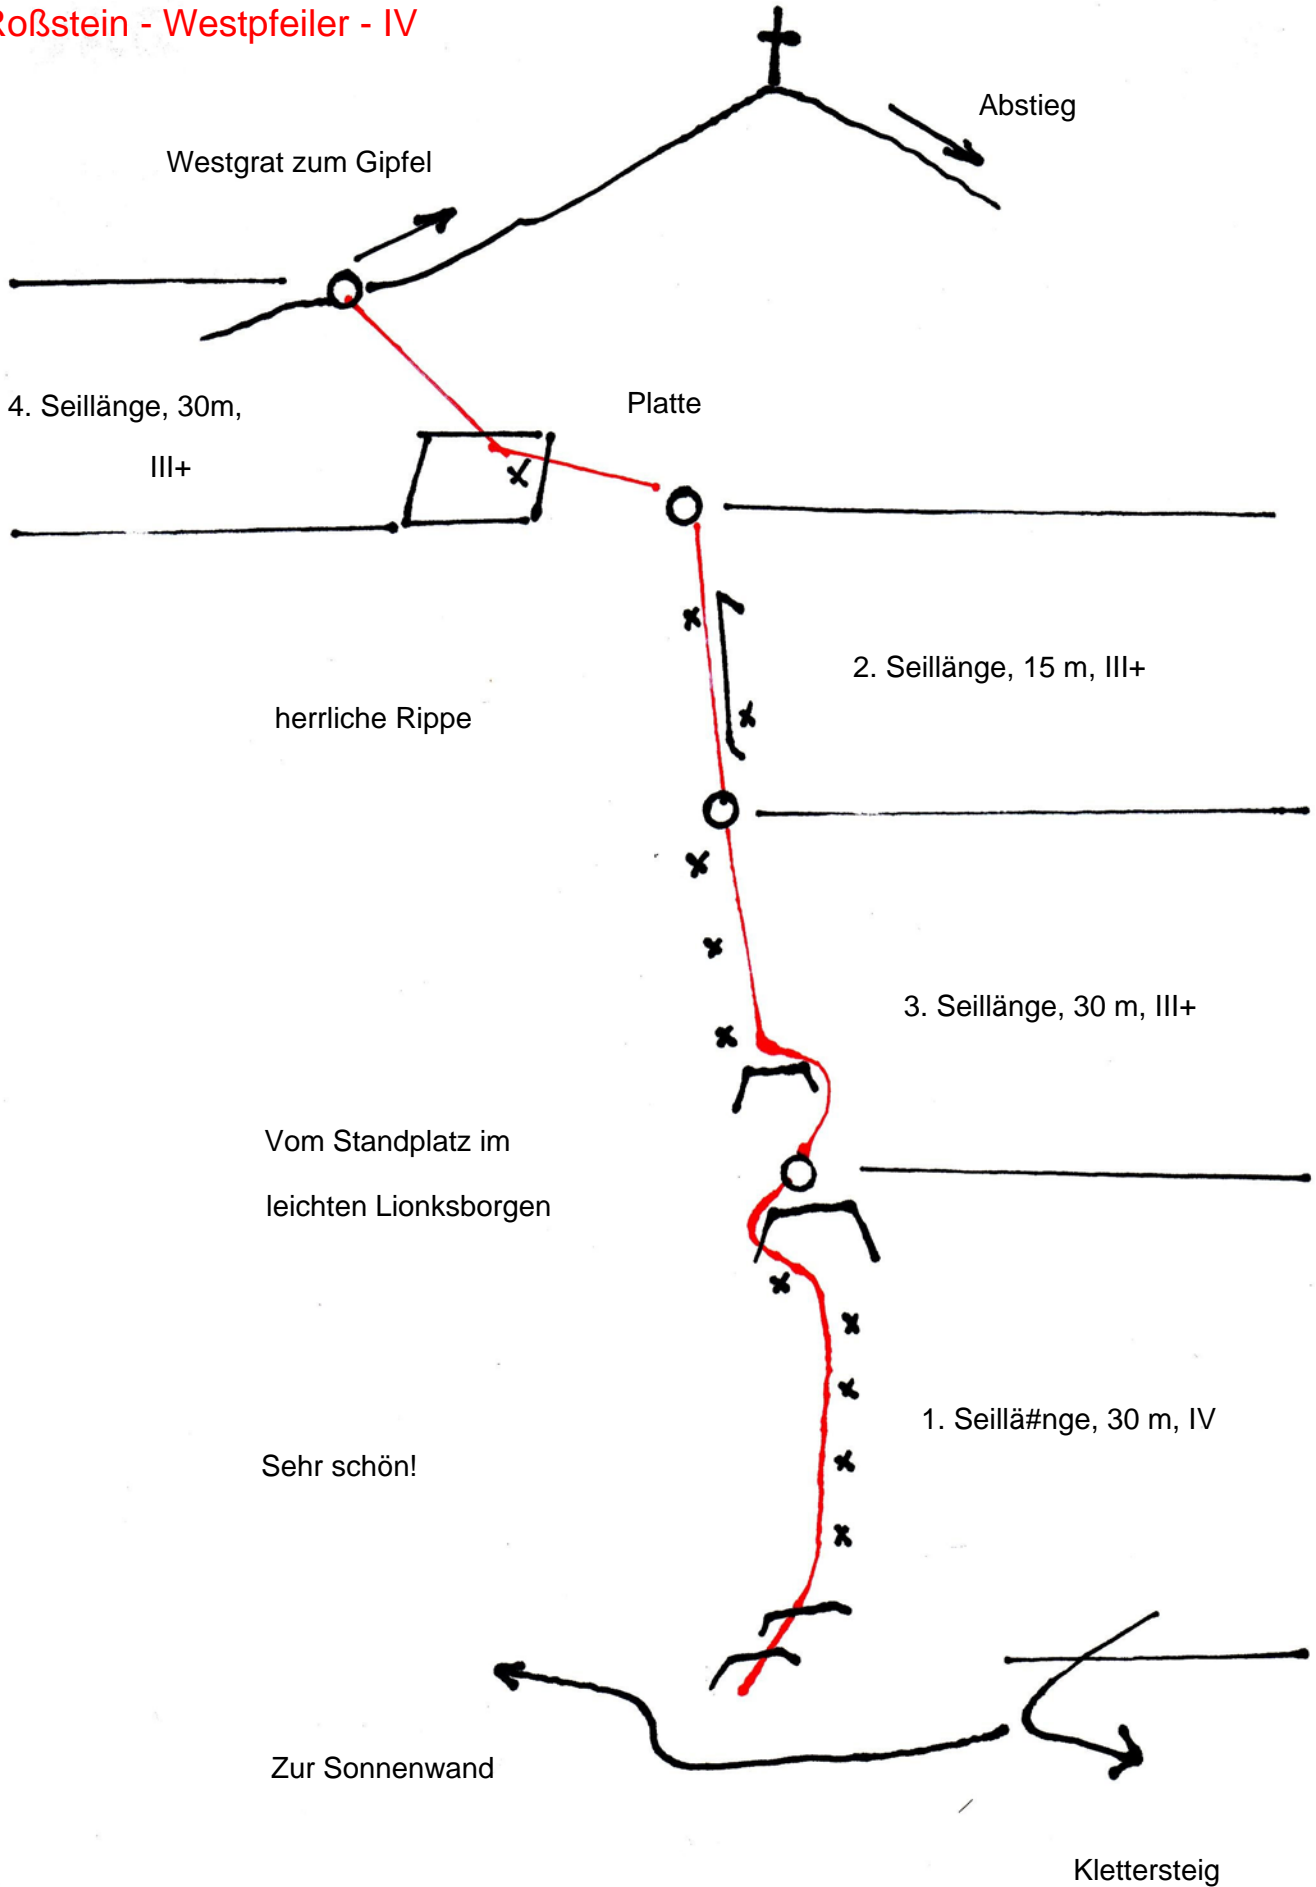 Roßstein - Westpfeiler - IV
Abstieg
Westgrat zum Gipfel
4. Seillänge, 30m,
III+
Platte
2. Seillänge, 15 m, III+
herrliche Rippe
3. Seillänge, 30 m, III+
Vom Standplatz im
leichten Lionksborgen
1. Seillä#nge, 30 m, IV
Sehr schön!
Zur Sonnenwand
Klettersteig